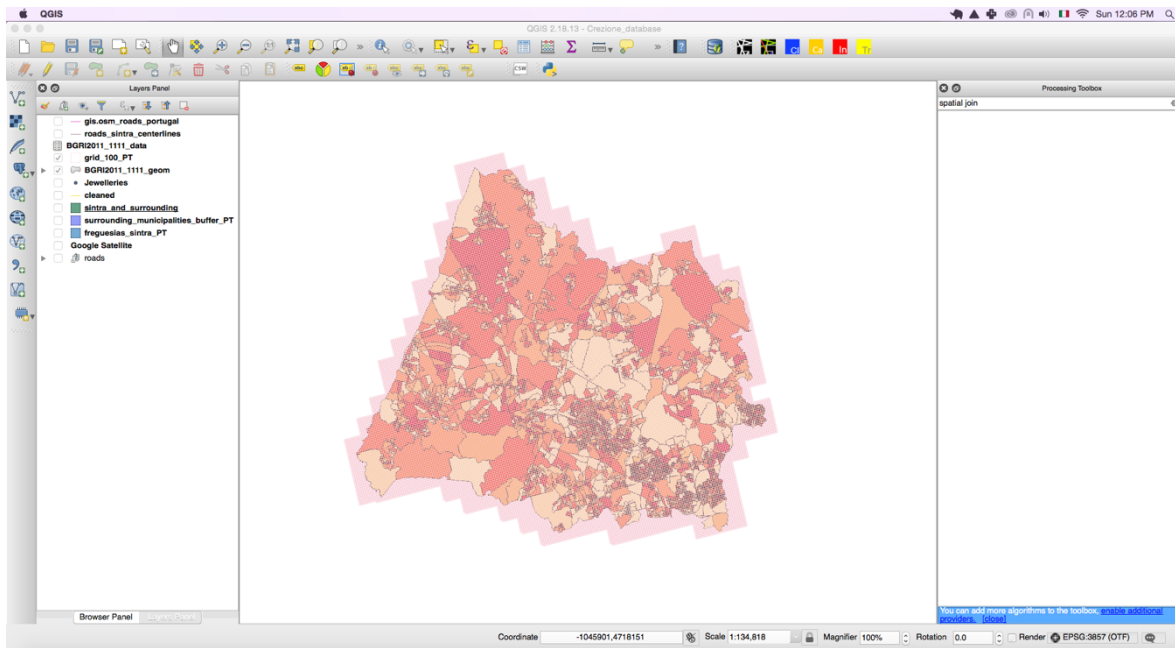 QGIS
Sun 12:06 PM
QGIS 2.18.13 - Crezione_database
CSW
Layers Panel
gis.osm_roads_portugal
roads_sintra_centerlines
BGRI2011_1111_data
grid_100_PT
BGRI2011_1111_geom
Jewelleries
cleaned
sintra_and_surrounding
surrounding_municipalities_buffer_PT
freguesias_sintra_PT
Google Satellite
roads
Browser Panel
Layers Panel
Processing Toolbox
spatial join
You can add more algorithms to the toolbox, enable additional
providers. [close]
Coordinate -1045901,4718151 Scale 1:134,818 Magnifier 100% Rotation 0.0 Render EPSG:3857 (OTF)